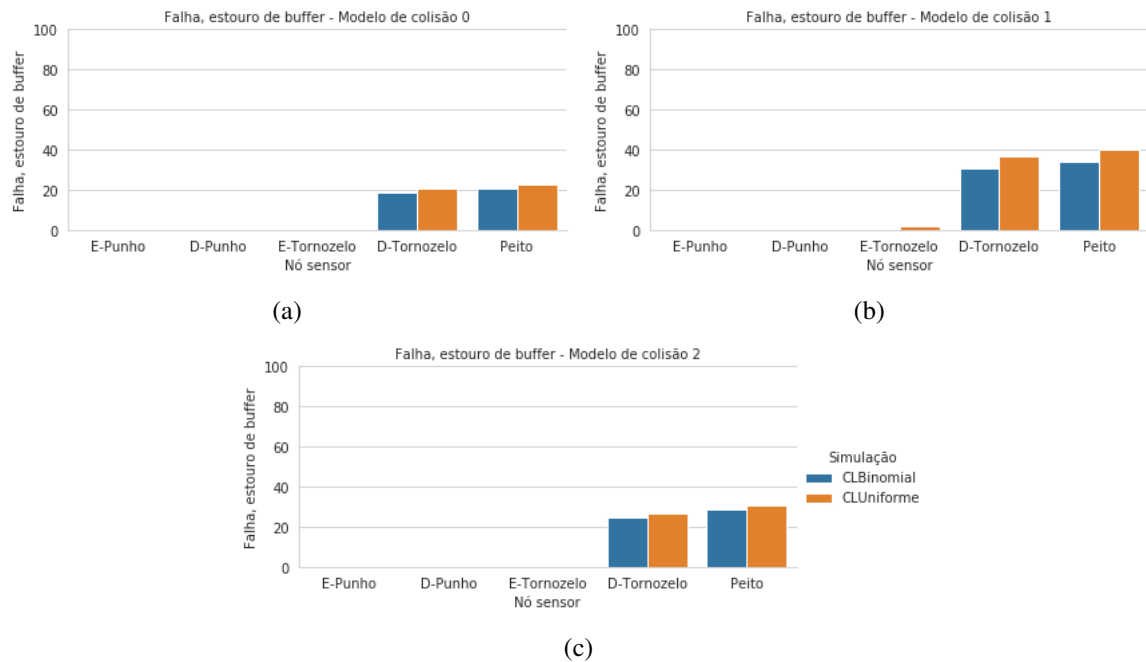 Falha, estouro de buffer - Modelo de colisão 0
Falha, estouro de buffer
100
80
60
40
20
0
E-Punho D-Punho E-Tornozelo D-Tornozelo Peito
Nó sensor
(a)
Falha, estouro de buffer - Modelo de colisão 1
Falha, estouro de buffer
100
80
60
40
20
0
E-Punho D-Punho E-Tornozelo D-Tornozelo Peito
Nó sensor
(b)
Falha, estouro de buffer - Modelo de colisão 2
Falha, estouro de buffer
100
80
60
40
20
0
E-Punho D-Punho E-Tornozelo D-Tornozelo Peito
Nó sensor
Simulação
CLBinomial
CLUniforme
(c)